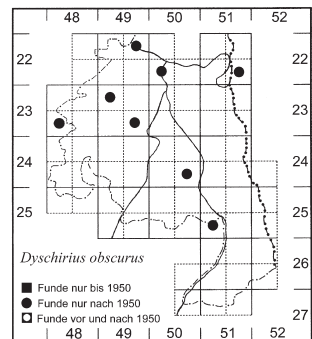 48 49 50 51 52
22 22
23 23
24 24
25 25
Dyschirius obscurus
26
Funde nur bis 1950
Funde nur nach 1950
Funde vor und nach 1950
27
48 49 50 51 52